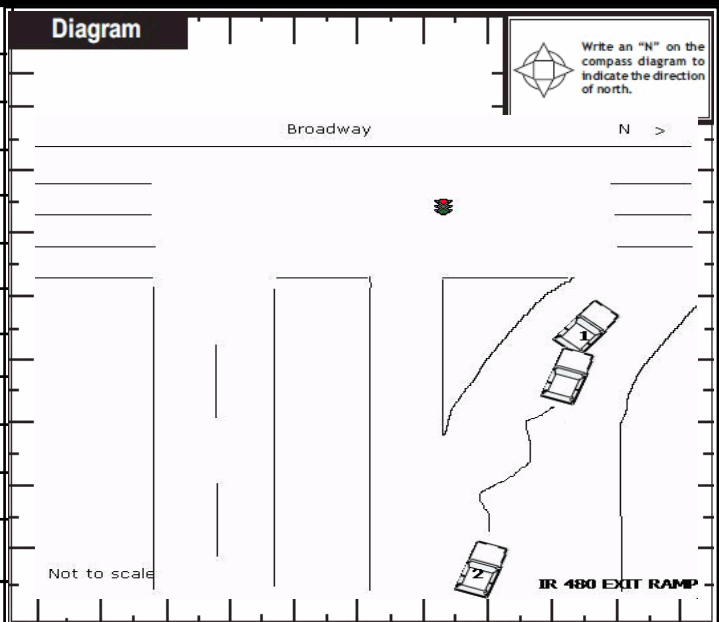 Diagram
Write an “N” on the
compass diagram to
indicate the direction
of north.
Broadway
N >
1
2
Not to scale
IR 480 EXIT RAMP